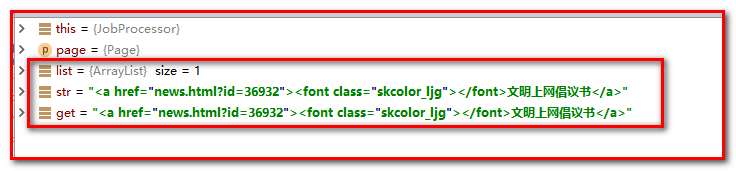 this = {JobProcessor}
p page = {Page}
list = {ArrayList} size = 1
str = "<a href="news.html?id=36932"><font class="skcolor_ljg"></font>文明上网倡议书</a>"
get = "<a href="news.html?id=36932"><font class="skcolor_ljg"></font>文明上网倡议书</a>"